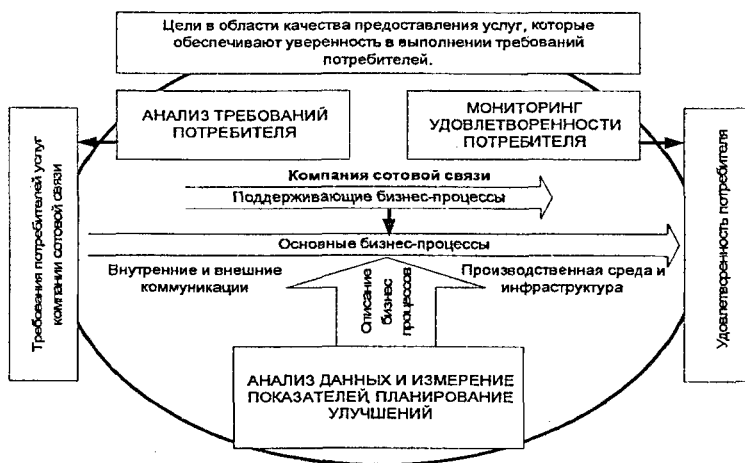 Цели в области качества предоставления услуг, которые
обеспечивают уверенность в выполнении требований
потребителей.
АНАЛИЗ ТРЕБОВАНИЙ
ПОТРЕБИТЕЛЯ
МОНИТОРИНГ
УДОВЛЕТВОРЕННОСТИ
ПОТРЕБИТЕЛЯ
Требования потребителей услуг
компании сотовой связи
Компания сотовой связи
Поддерживающие бизнес-процессы
Основные бизнес-процессы
Внутренние и внешние
коммуникации
Описание
бизнес
процессов
Производственная среда и
инфраструктура
Удовлетворенность потребителя
АНАЛИЗ ДАННЫХ И ИЗМЕРЕНИЕ
ПОКАЗАТЕЛЕЙ, ПЛАНИРОВАНИЕ
УЛУЧШЕНИЙ